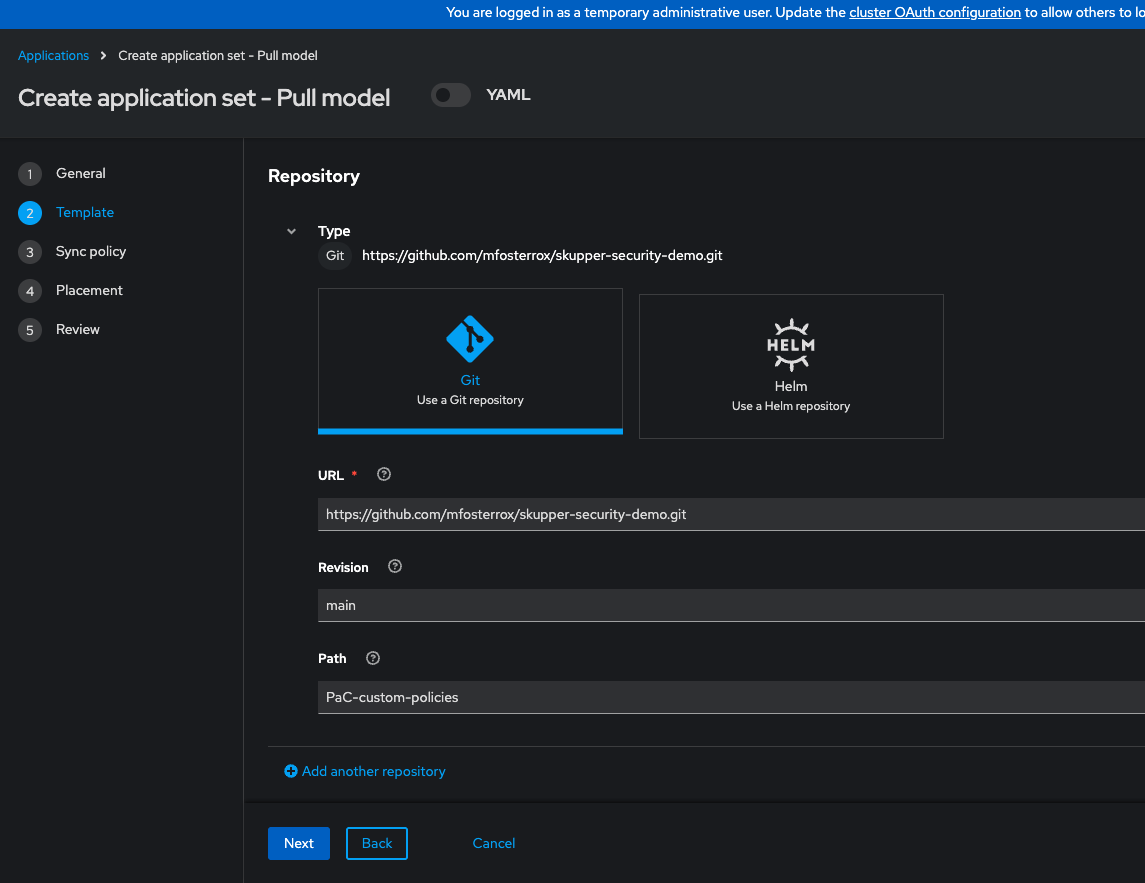 You are logged in as a temporary administrative user. Update the cluster OAuth configuration to allow others to lo
Applications > Create application set - Pull model
Create application set - Pull model
YAML
1 General
2 Template
3 Sync policy
4 Placement
5 Review
Repository
Type
Git https://github.com/mfosterrox/skupper-security-demo.git
Git
Use a Git repository
HELM
Helm
Use a Helm repository
URL *
https://github.com/mfosterrox/skupper-security-demo.git
Revision
main
Path
PaC-custom-policies
Add another repository
Next Back Cancel